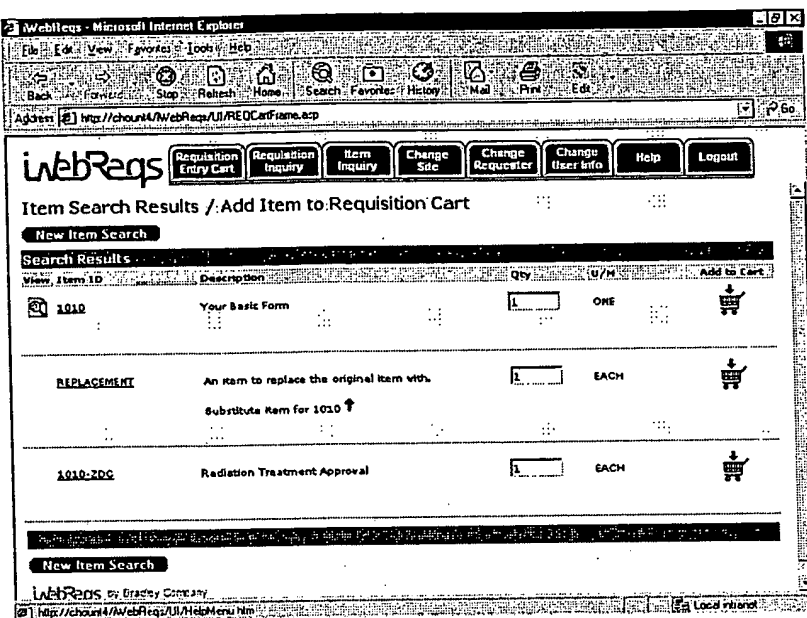 iWebReqs - Microsoft Internet Explorer
File Edit View Favorites Tools Help
Back Forward Stop Refresh Home Search Favorites History Mail Print Edit
Address http://chount4/iWebReqs/UI/REQCartFrame.asp Go
iWebReqs Requisition Entry Cart Requisition Inquiry Item Inquiry Change Site Change Requester Change User Info Help Logout
Item Search Results / Add Item to Requisition Cart
New Item Search
Search Results
View Item ID Description Qty U/M Add to Cart
1010 Your Basic Form 1 ONE
REPLACEMENT An item to replace the original item with. 1 EACH
Substitute item for 1010
1010-2DC Radiation Treatment Approval 1 EACH
New Item Search
iWebReqs by Bradley Company
http://chount4/iWebReqs/UI/HelpMenu.htm Local intranet